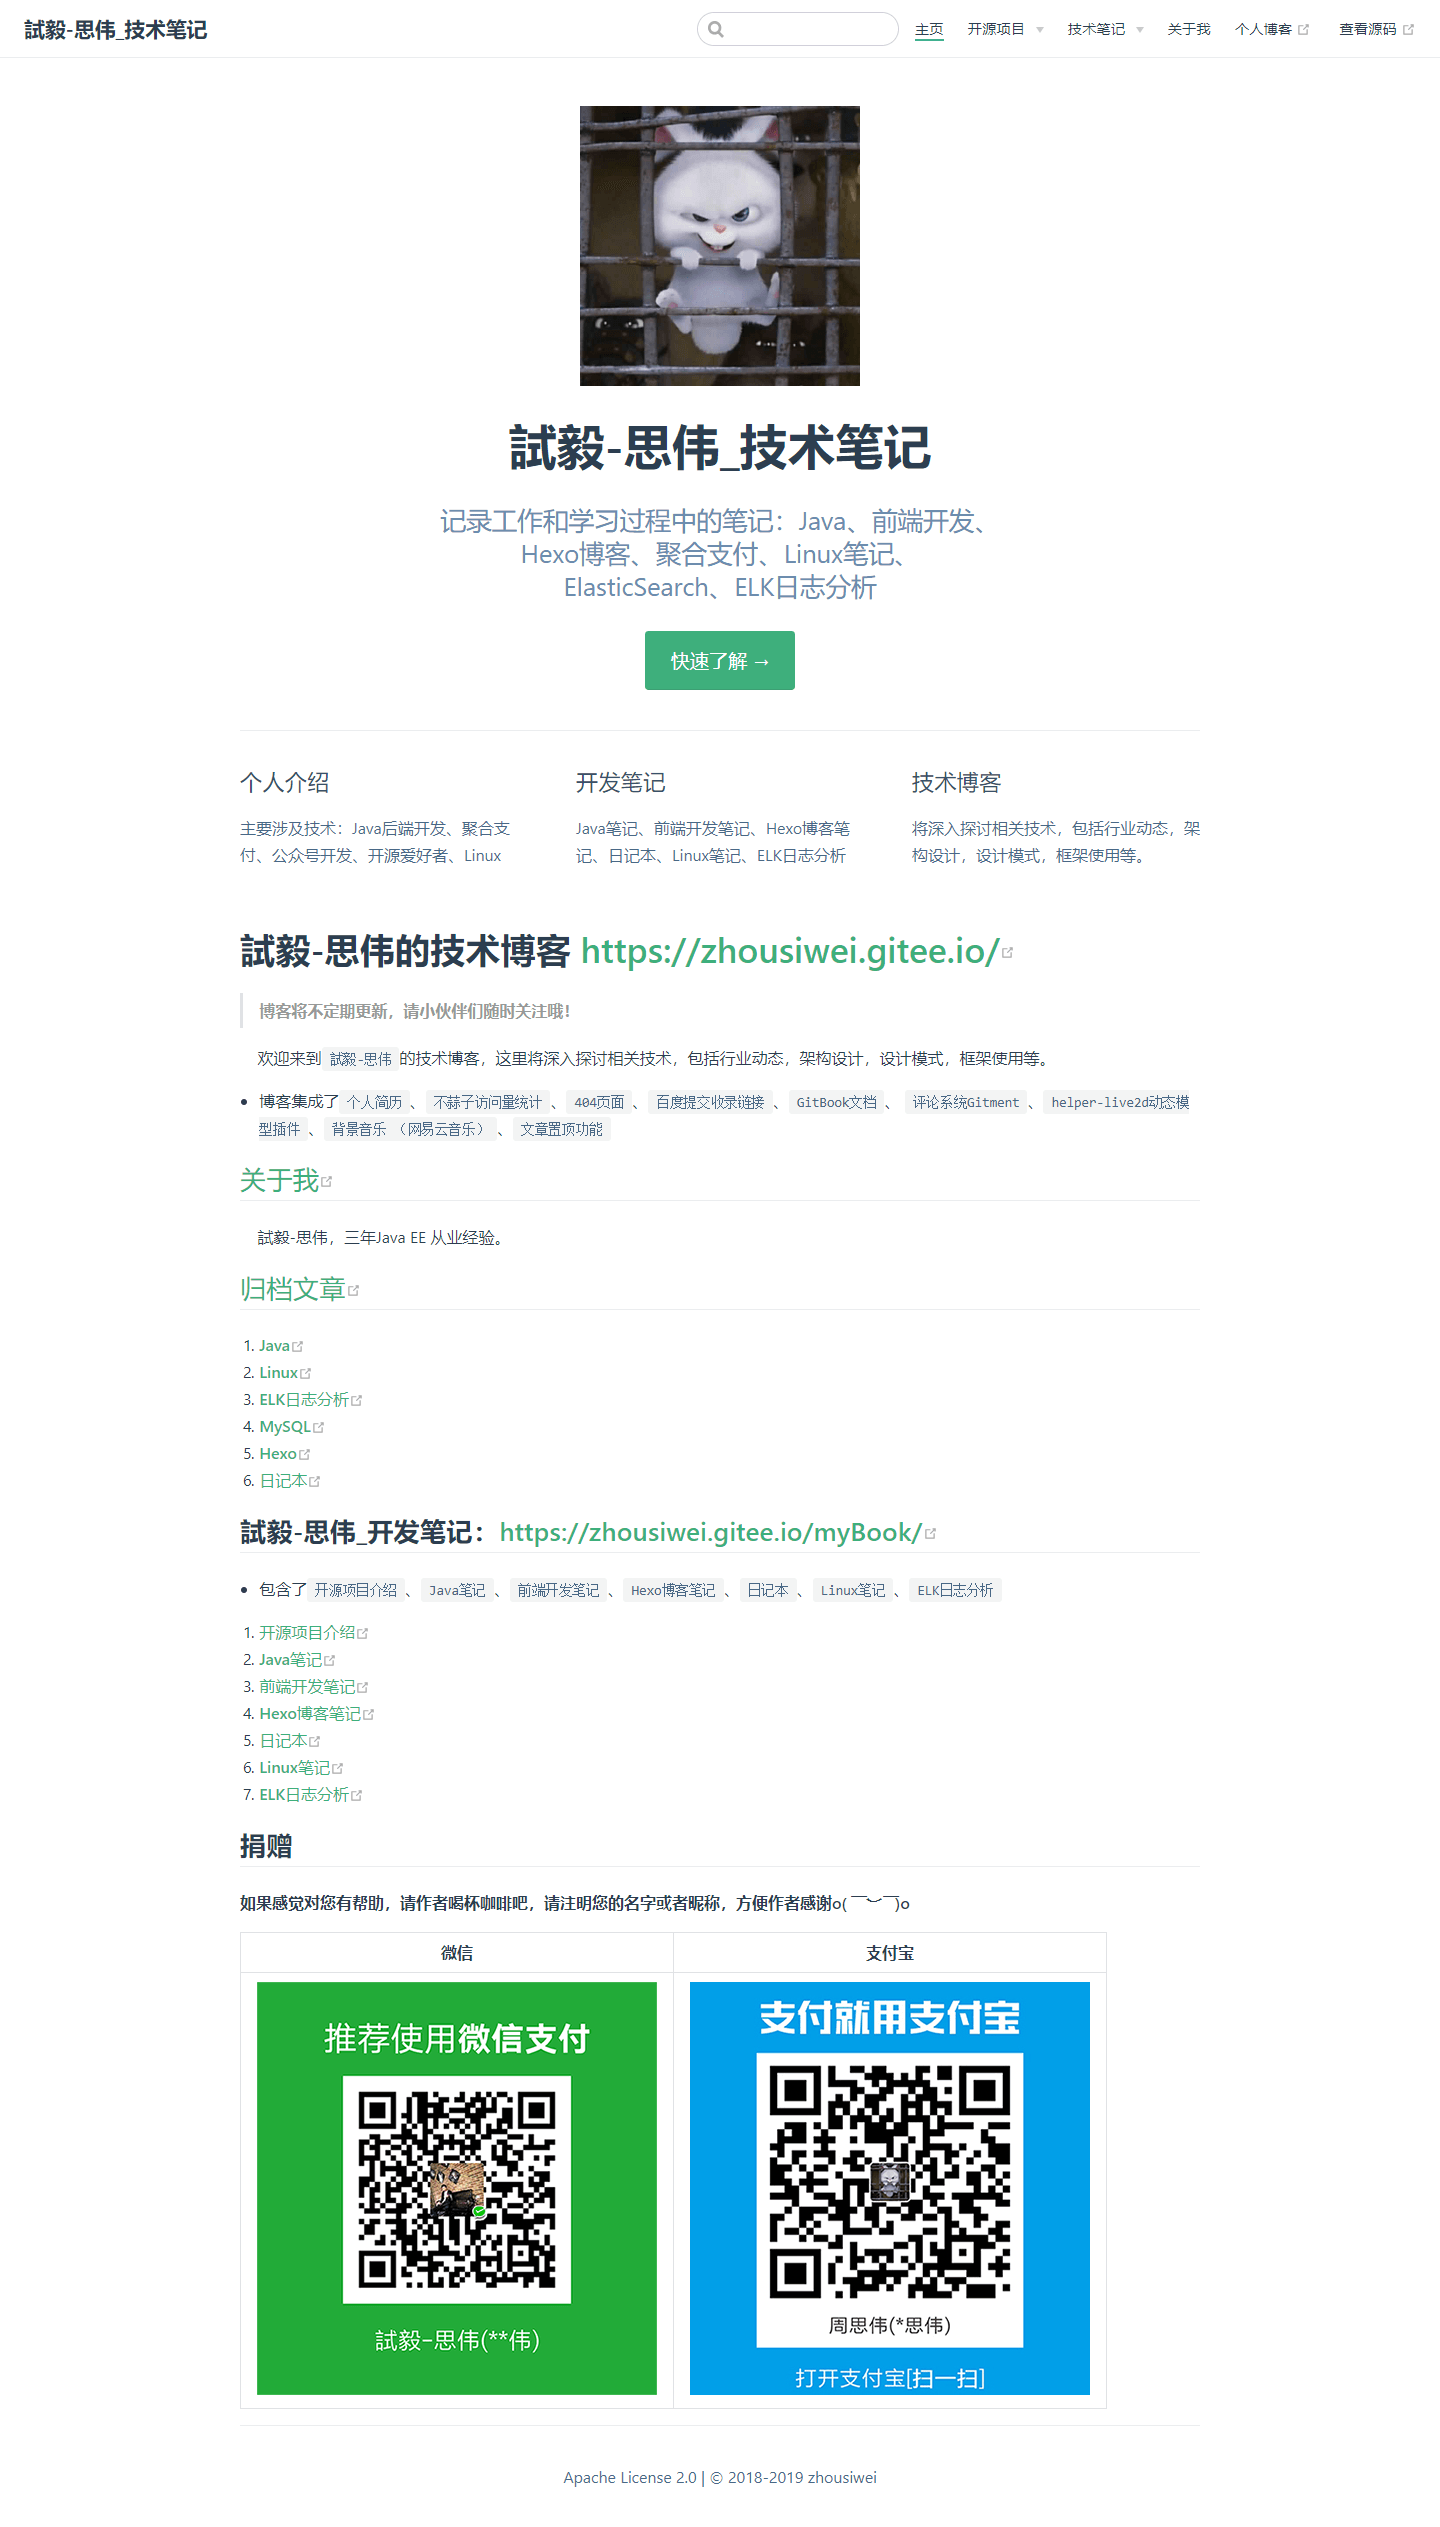 試毅-思伟_技术笔记
主页 开源项目 技术笔记 关于我 个人博客 查看源码
試毅-思伟_技术笔记
记录工作和学习过程中的笔记：Java、前端开发、
Hexo博客、聚合支付、Linux笔记、
ElasticSearch、ELK日志分析
快速了解 →
个人介绍
主要涉及技术：Java后端开发、聚合支
付、公众号开发、开源爱好者、Linux
开发笔记
Java笔记、前端开发笔记、Hexo博客笔
记、日记本、Linux笔记、ELK日志分析
技术博客
将深入探讨相关技术，包括行业动态，架
构设计，设计模式，框架使用等。
試毅-思伟的技术博客 https://zhousiwei.gitee.io/
博客将不定期更新，请小伙伴们随时关注哦！
欢迎来到 試毅-思伟 的技术博客，这里将深入探讨相关技术，包括行业动态，架构设计，设计模式，框架使用等。
• 博客集成了 个人简历 、 不蒜子访问量统计 、 404页面 、 百度提交收录链接 、 GitBook文档 、 评论系统Gitment 、 helper-live2d动态模
型插件 、 背景音乐 （网易云音乐） 、 文章置顶功能
关于我
試毅-思伟，三年Java EE 从业经验。
归档文章
1. Java
2. Linux
3. ELK日志分析
4. MySQL
5. Hexo
6. 日记本
試毅-思伟_开发笔记：https://zhousiwei.gitee.io/myBook/
• 包含了 开源项目介绍 、 Java笔记 、 前端开发笔记 、 Hexo博客笔记 、 日记本 、 Linux笔记 、 ELK日志分析
1. 开源项目介绍
2. Java笔记
3. 前端开发笔记
4. Hexo博客笔记
5. 日记本
6. Linux笔记
7. ELK日志分析
捐赠
如果感觉对您有帮助，请作者喝杯咖啡吧，请注明您的名字或者昵称，方便作者感谢o(￣︶￣)o
微信 支付宝
推荐使用微信支付
試毅-思伟(**伟)
支付就用支付宝
周思伟(*思伟)
打开支付宝[扫一扫]
Apache License 2.0 | © 2018-2019 zhousiwei